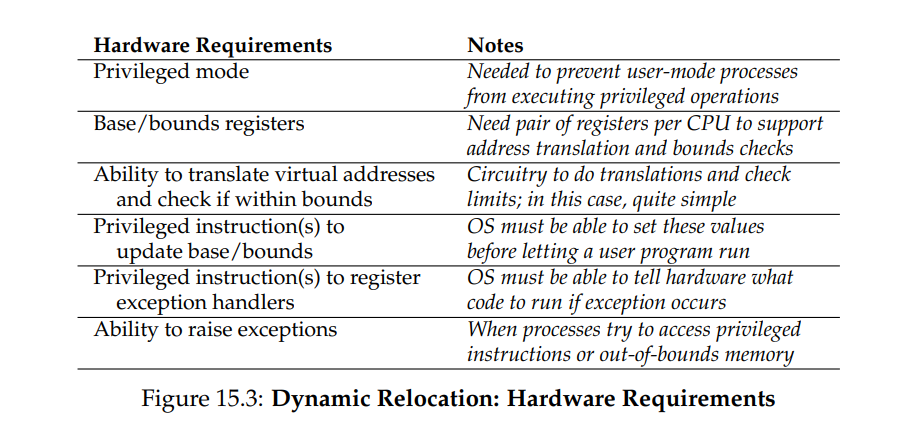 Hardware Requirements Notes
Privileged mode Needed to prevent user-mode processes
from executing privileged operations
Base/bounds registers Need pair of registers per CPU to support
address translation and bounds checks
Ability to translate virtual addresses Circuitry to do translations and check
and check if within bounds limits; in this case, quite simple
Privileged instruction(s) to OS must be able to set these values
update base/bounds before letting a user program run
Privileged instruction(s) to register OS must be able to tell hardware what
exception handlers code to run if exception occurs
Ability to raise exceptions When processes try to access privileged
instructions or out-of-bounds memory
Figure 15.3: Dynamic Relocation: Hardware Requirements